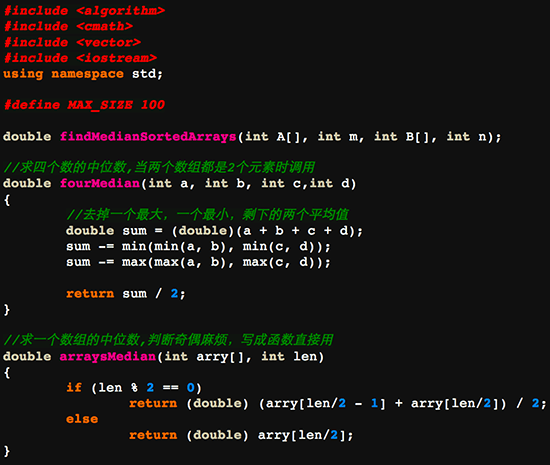 #include <algorithm>
#include <cmath>
#include <vector>
#include <iostream>
using namespace std;

#define MAX_SIZE 100

double findMedianSortedArrays(int A[], int m, int B[], int n);

//求四个数的中位数,当两个数组都是2个元素时调用
double fourMedian(int a, int b, int c,int d)
{
        //去掉一个最大，一个最小，剩下的两个平均值
        double sum = (double)(a + b + c + d);
        sum -= min(min(a, b), min(c, d));
        sum -= max(max(a, b), max(c, d));

        return sum / 2;
}

//求一个数组的中位数,判断奇偶麻烦，写成函数直接用
double arraysMedian(int arry[], int len)
{
        if (len % 2 == 0)
                return (double) (arry[len/2 - 1] + arry[len/2]) / 2;
        else
                return (double) arry[len/2];
}